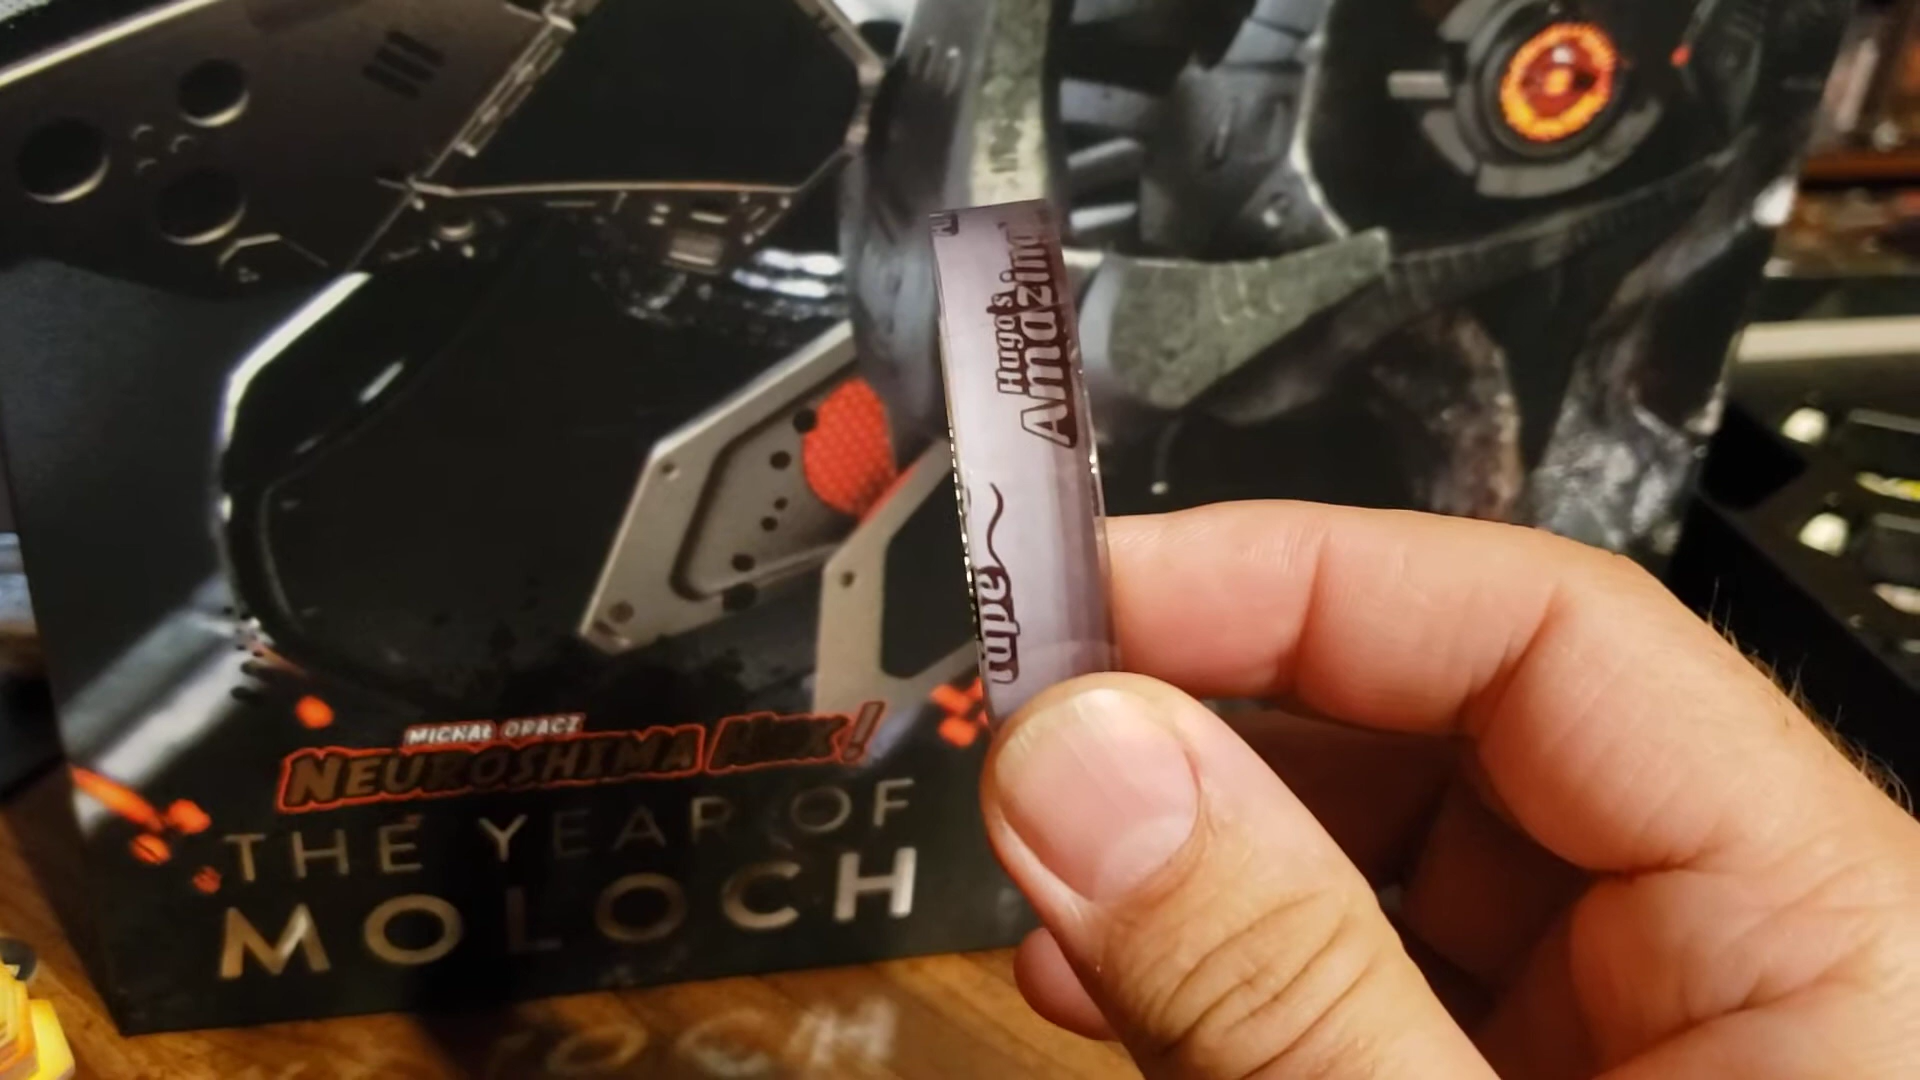 Hugo's
Amazing
Tape
MICHAŁ ORACZ
NEUROSHIMA HEX!
THE YEAR OF
MOLOCH